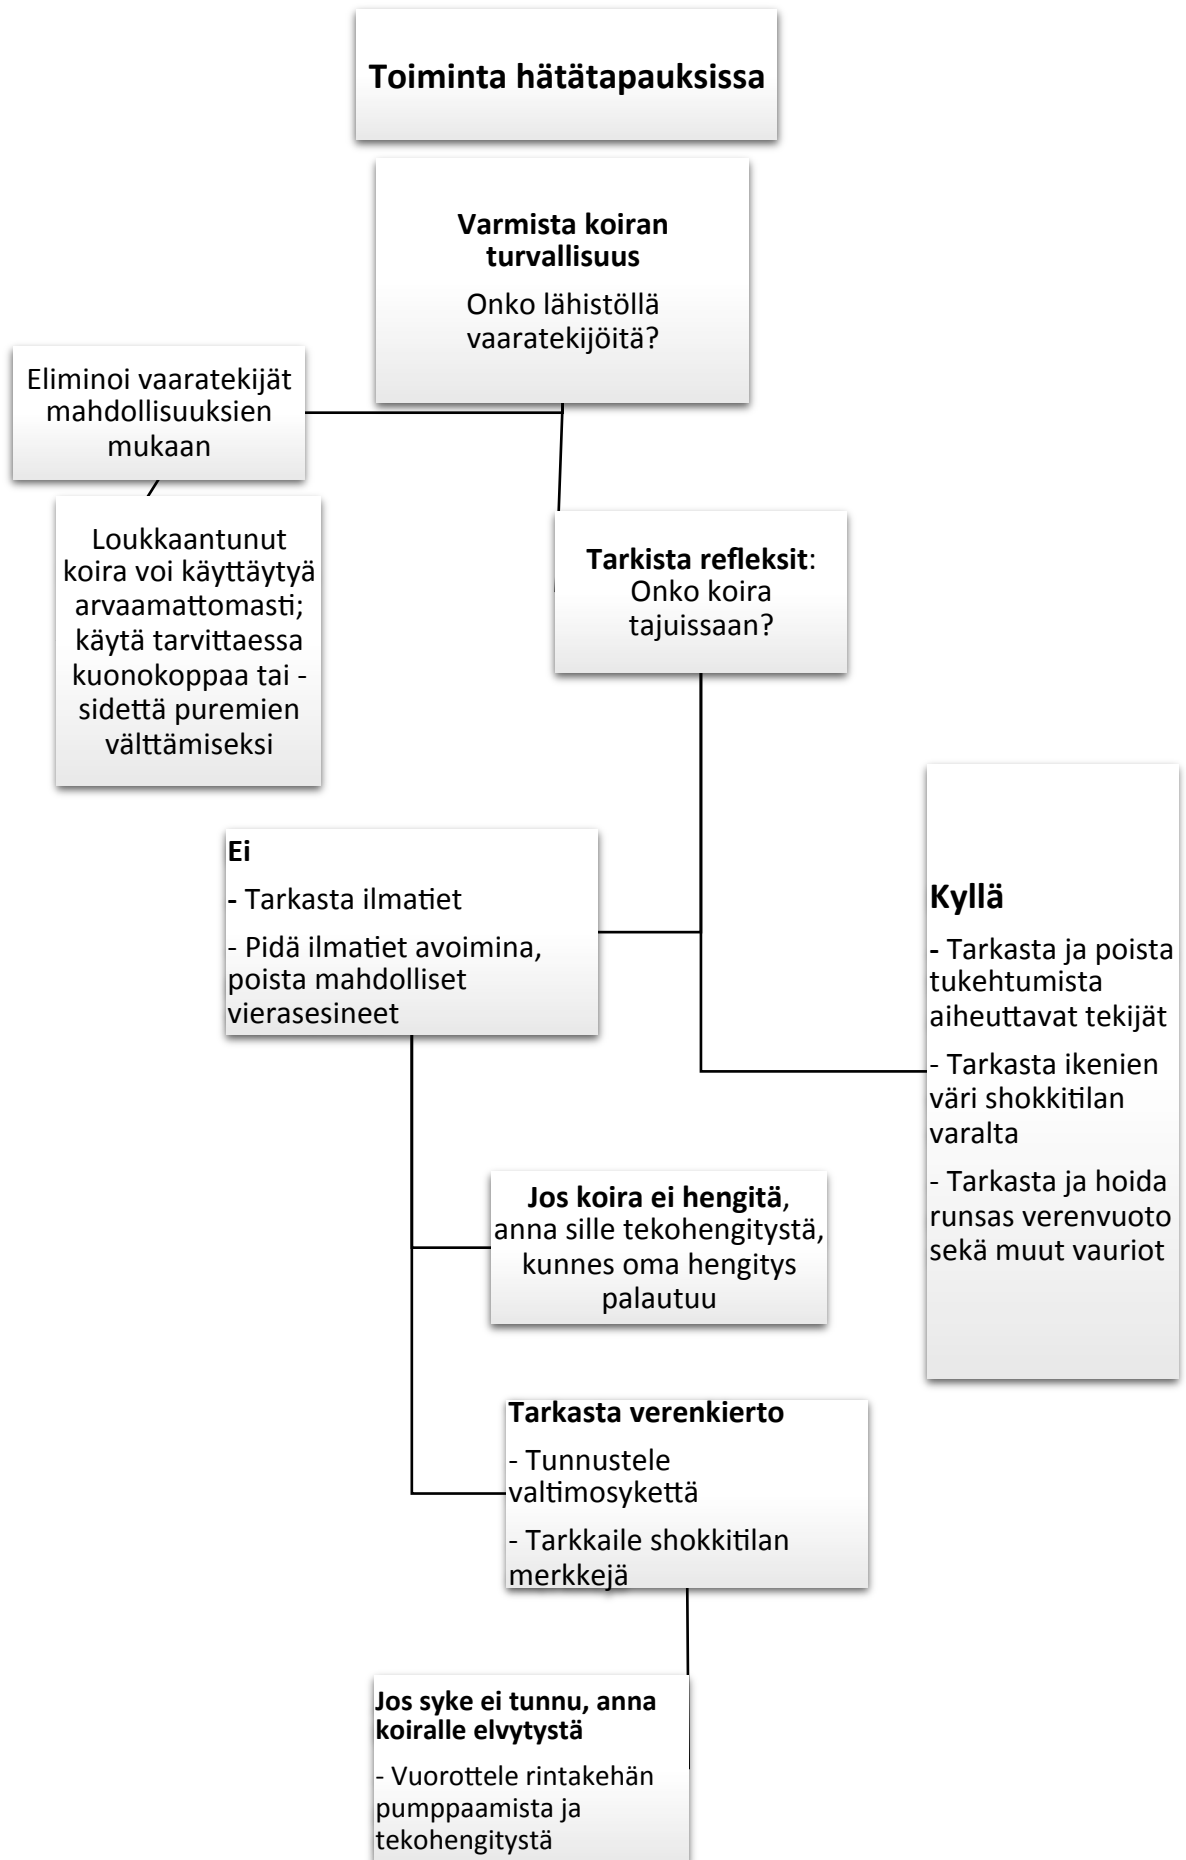 Toiminta hätätapauksissa
Varmista koiran
turvallisuus
Onko lähistöllä
vaaratekijöitä?
Eliminoi vaaratekijät
mahdollisuuksien
mukaan
Loukkaantunut
koira voi käyttäytyä
arvaamattomasti;
käytä tarvittaessa
kuonokoppaa tai -
sidettä puremien
välttämiseksi
Tarkista refleksit:
Onko koira
tajuissaan?
Ei
- Tarkasta ilmatiet
- Pidä ilmatiet avoimina,
poista mahdolliset
vierasesineet
Kyllä
- Tarkasta ja poista
tukehtumista
aiheuttavat tekijät
- Tarkasta ikenien
väri shokkitilan
varalta
- Tarkasta ja hoida
runsas verenvuoto
sekä muut vauriot
Jos koira ei hengitä,
anna sille tekohengitystä,
kunnes oma hengitys
palautuu
Tarkasta verenkierto
- Tunnustele
valtimosykettä
- Tarkkaile shokkitilan
merkkejä
Jos syke ei tunnu, anna
koiralle elvytystä
- Vuorottele rintakehän
pumppaamista ja
tekohengitystä